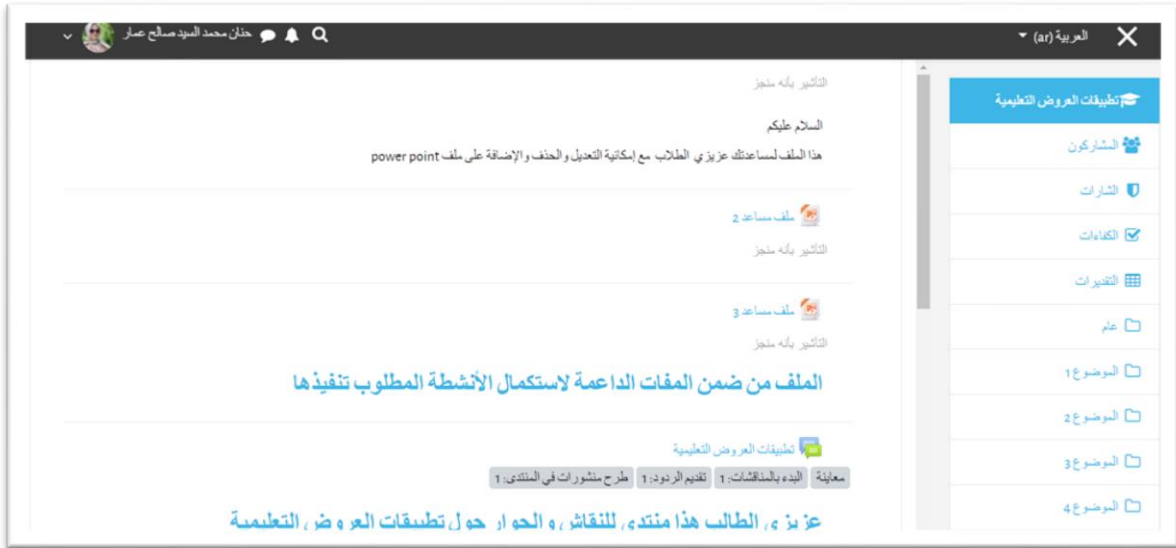 العربية (ar)
حنان محمد السيد صالح عمار
تطبيقات العروض التعليمية
المشاركون
الشارات
الكفاءات
التقديرات
عام
الموضوع 1
الموضوع 2
الموضوع 3
الموضوع 4
التأشير بأنه منجز
السلام عليكم
هذا الملف لمساعدتك عزيزي الطلاب مع إمكانية التعديل والحذف والإضافة على ملف power point
ملف مساعد 2
التأشير بأنه منجز
ملف مساعد 3
التأشير بأنه منجز
الملف من ضمن المفات الداعمة لاستكمال الأنشطة المطلوب تنفيذها
تطبيقات العروض التعليمية
معاينة البدء بالمناقشات: 1 تقديم الردود: 1 طرح منشورات في المنتدى: 1
عزيزي الطالب هذا منتدى للنقاش والحوار حول تطبيقات العروض التعليمية